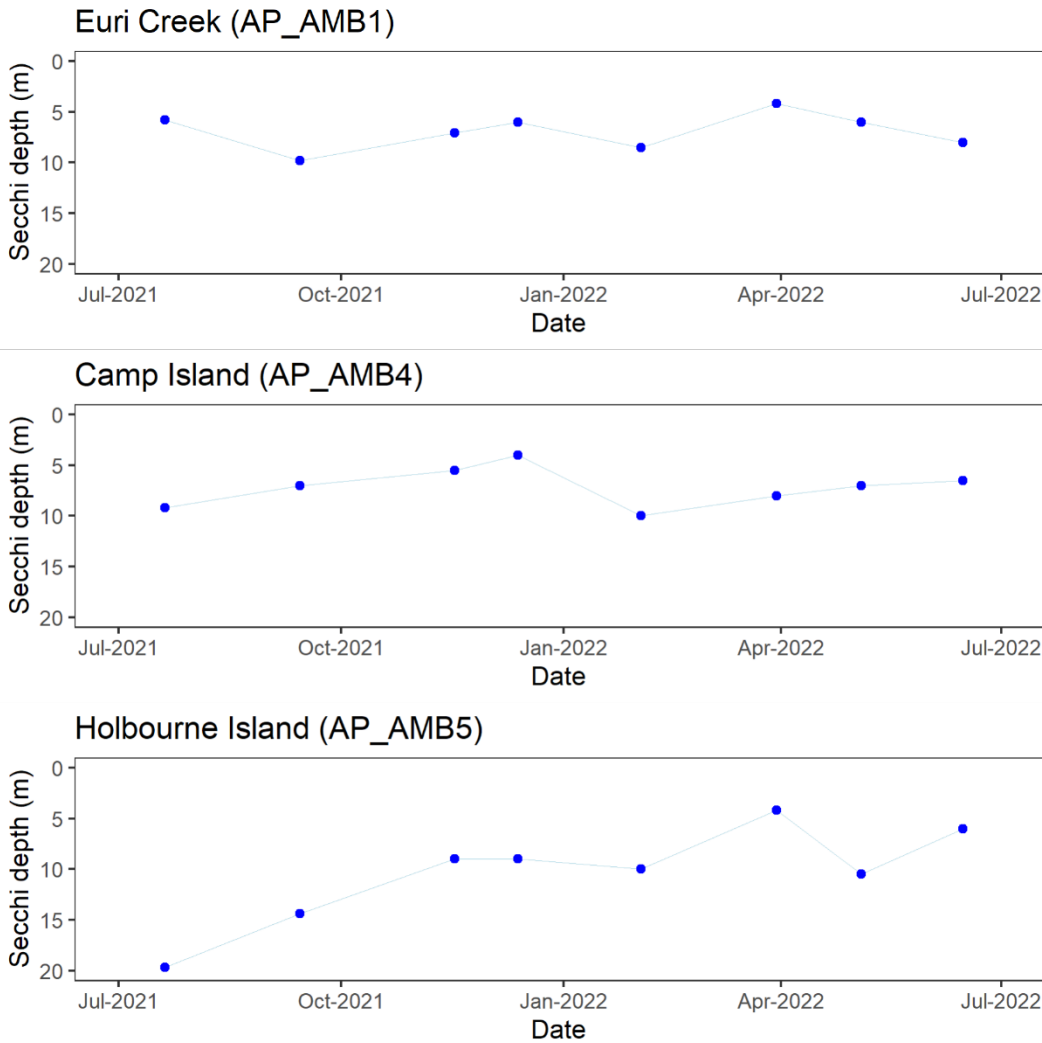 Euri Creek (AP_AMB1)
Secchi depth (m)
0
5
10
15
20
Jul-2021 Oct-2021 Jan-2022 Apr-2022 Jul-2022
Date
Camp Island (AP_AMB4)
Secchi depth (m)
0
5
10
15
20
Jul-2021 Oct-2021 Jan-2022 Apr-2022 Jul-2022
Date
Holbourne Island (AP_AMB5)
Secchi depth (m)
0
5
10
15
20
Jul-2021 Oct-2021 Jan-2022 Apr-2022 Jul-2022
Date